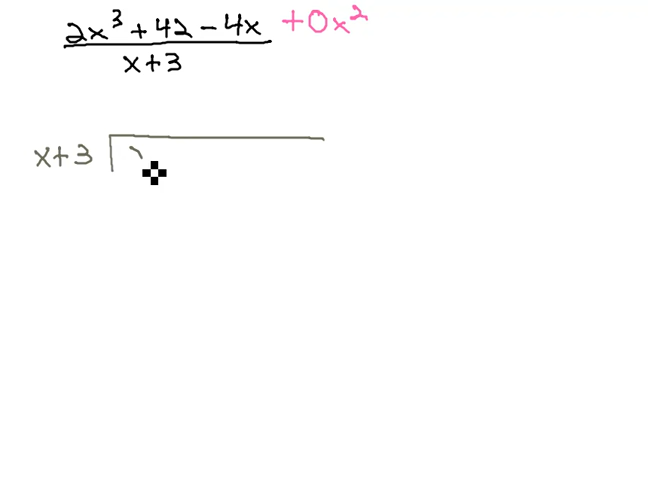 2x³ + 42 - 4x +0x²
x+3
x+3